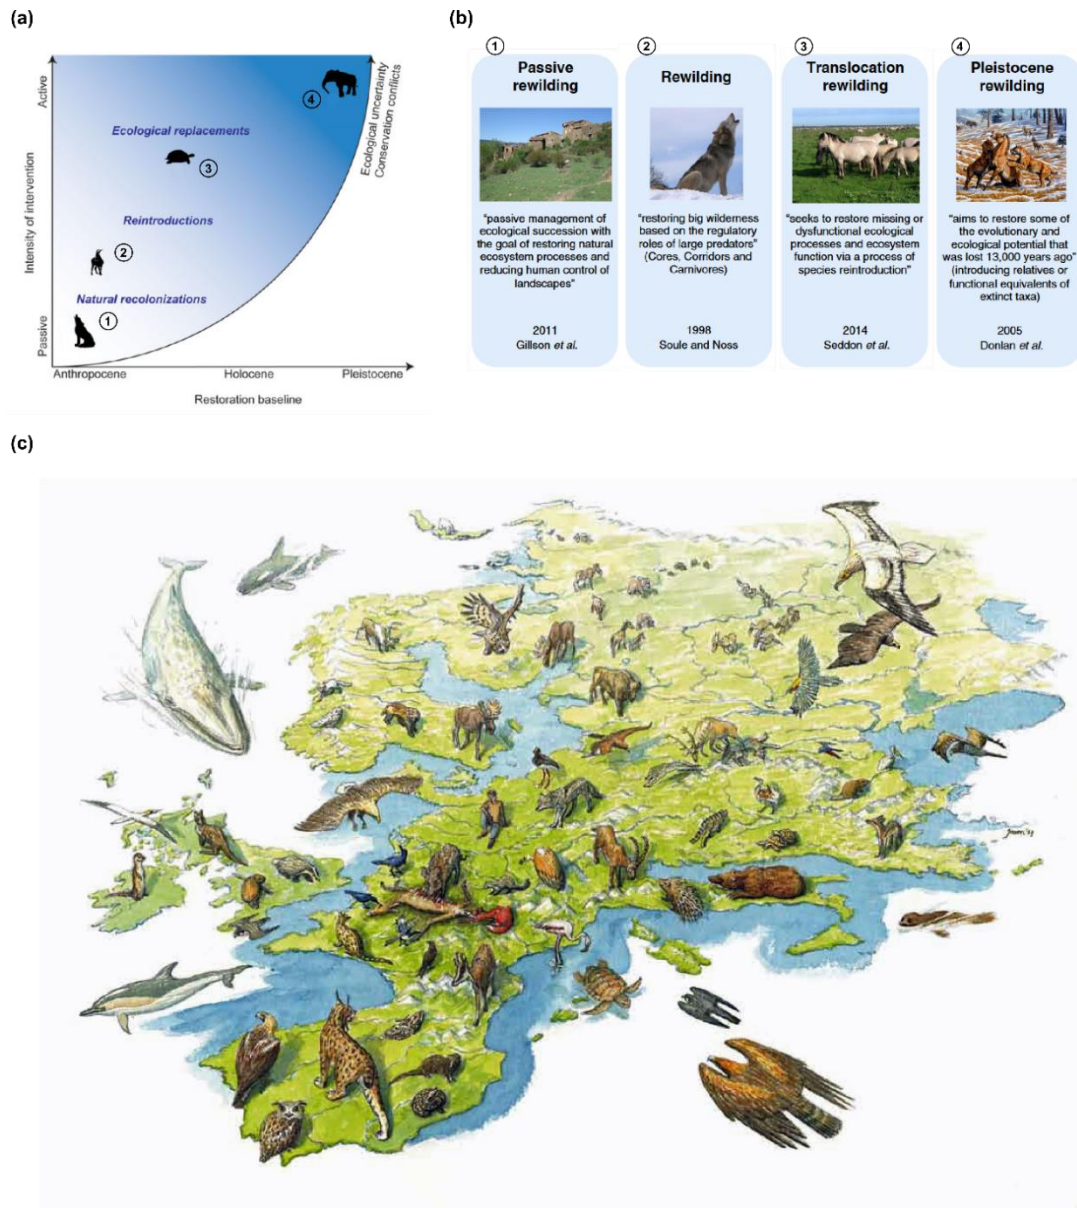 (a)
Active
Intensity of intervention
Passive
Ecological replacements
Reintroductions
Natural recolonizations
4
3
2
1
Ecological uncertainty
Conservation conflicts
Anthropocene
Holocene
Pleistocene
Restoration baseline
(b)
1
Passive
rewilding
"passive management of
ecological succession with
the goal of restoring natural
ecosystem processes and
reducing human control of
landscapes"
2011
Gillson et al.
2
Rewilding
"restoring big wilderness
based on the regulatory
roles of large predators"
(Cores, Corridors and
Carnivores)
1998
Soule and Noss
3
Translocation
rewilding
"seeks to restore missing or
dysfunctional ecological
processes and ecosystem
function via a process of
species reintroduction"
2014
Seddon et al.
4
Pleistocene
rewilding
"aims to restore some of
the evolutionary and
ecological potential that
was lost 13,000 years ago"
(introducing relatives or
functional equivalents of
extinct taxa)
2005
Donlan et al.
(c)